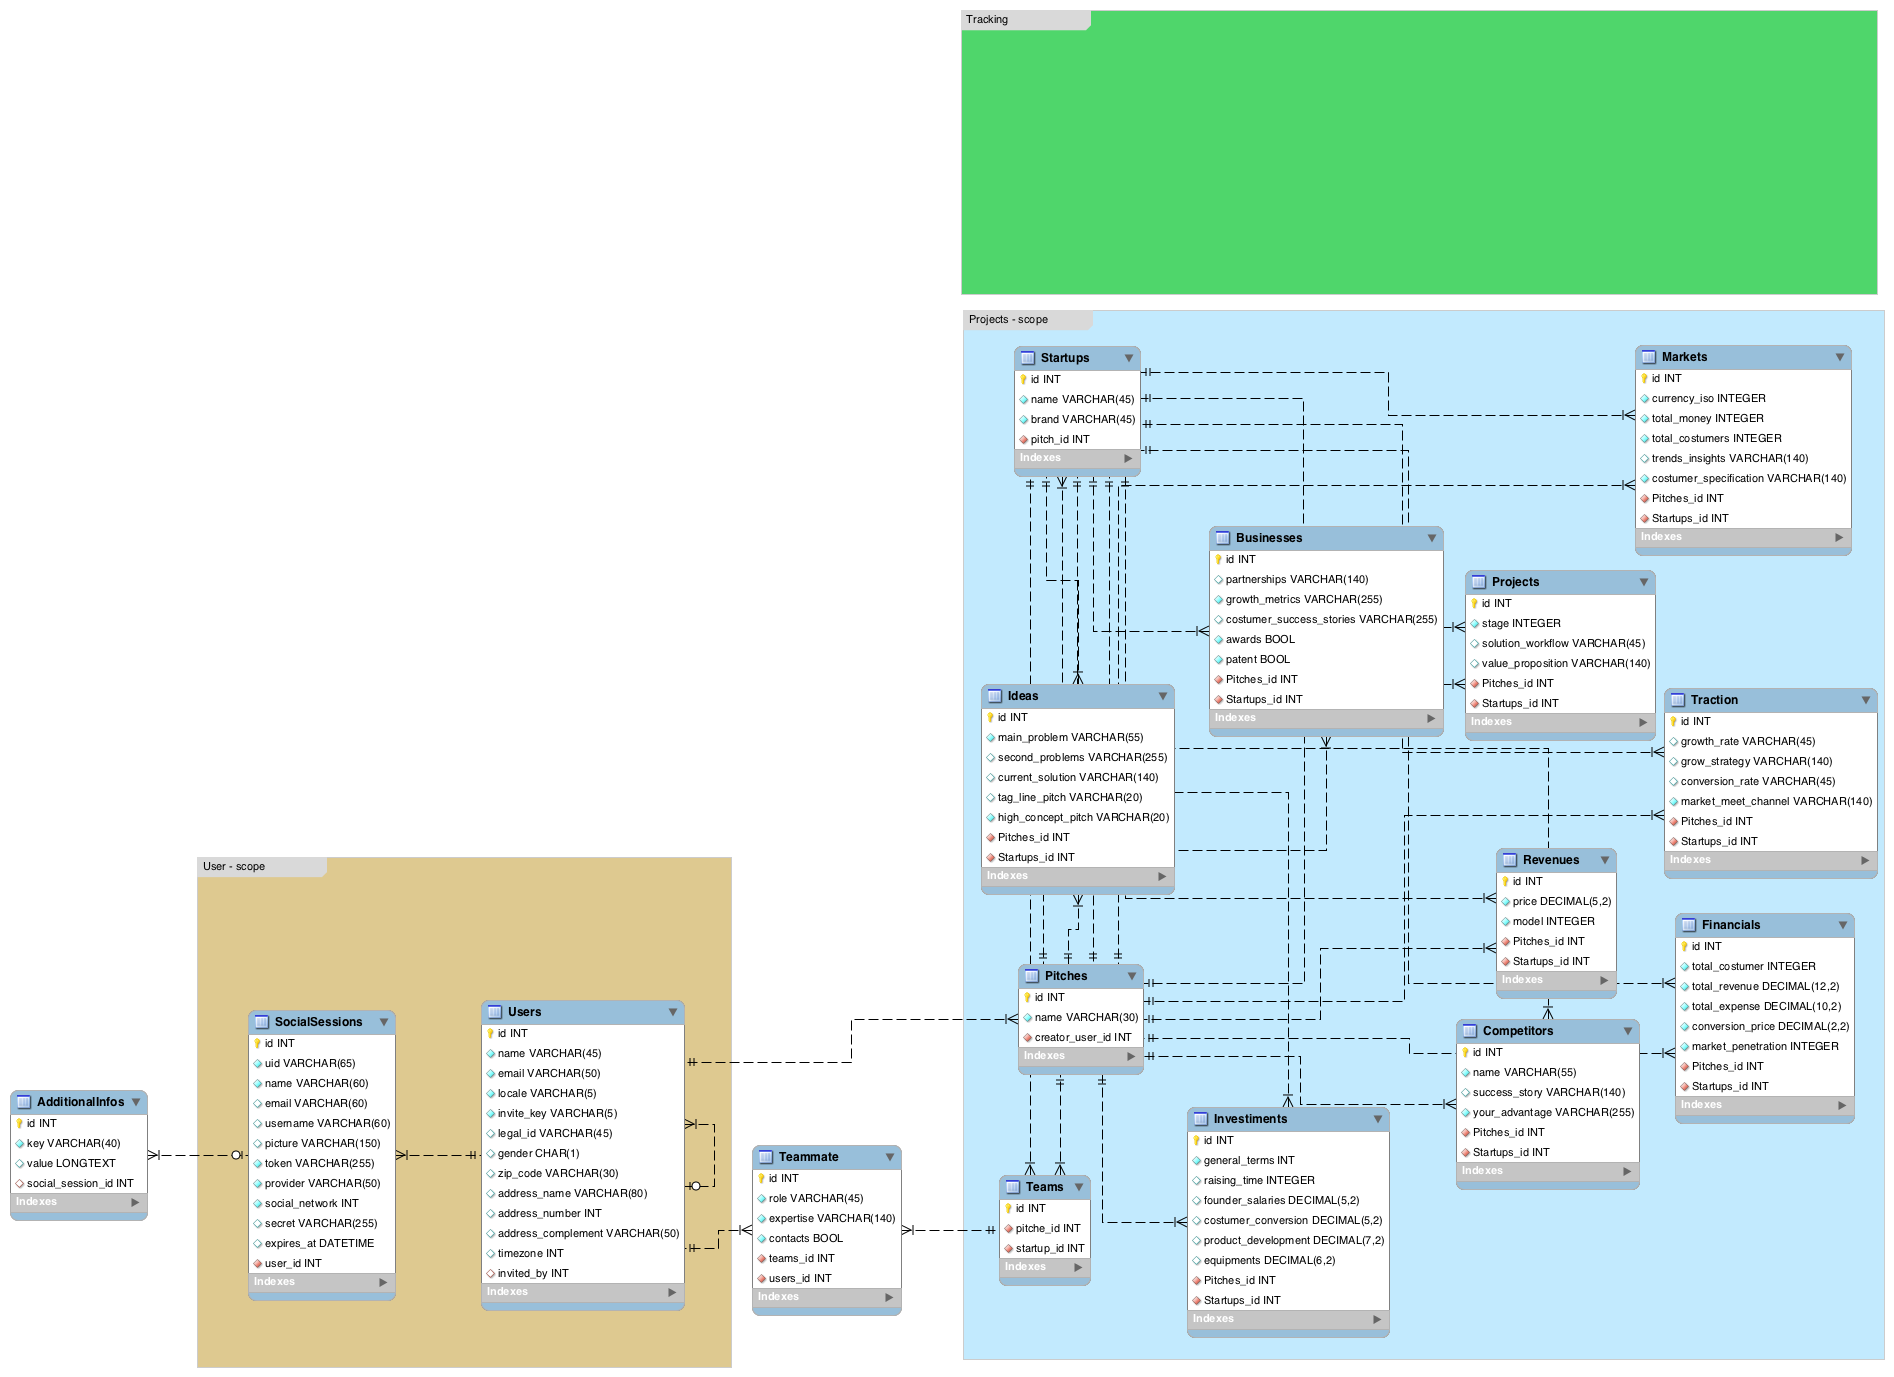 Tracking
Projects - scope
Startups
id INT
name VARCHAR(45)
brand VARCHAR(45)
pitch_id INT
Indexes
Markets
id INT
currency_iso INTEGER
total_money INTEGER
total_costumers INTEGER
trends_insights VARCHAR(140)
costumer_specification VARCHAR(140)
Pitches_id INT
Startups_id INT
Indexes
Businesses
id INT
partnerships VARCHAR(140)
growth_metrics VARCHAR(255)
costumer_success_stories VARCHAR(255)
awards BOOL
patent BOOL
Pitches_id INT
Startups_id INT
Indexes
Projects
id INT
stage INTEGER
solution_workflow VARCHAR(45)
value_proposition VARCHAR(140)
Pitches_id INT
Startups_id INT
Indexes
Ideas
id INT
main_problem VARCHAR(55)
second_problems VARCHAR(255)
current_solution VARCHAR(140)
tag_line_pitch VARCHAR(20)
high_concept_pitch VARCHAR(20)
Pitches_id INT
Startups_id INT
Indexes
Traction
id INT
growth_rate VARCHAR(45)
grow_strategy VARCHAR(140)
conversion_rate VARCHAR(45)
market_meet_channel VARCHAR(140)
Pitches_id INT
Startups_id INT
Indexes
Revenues
id INT
price DECIMAL(5,2)
model INTEGER
Pitches_id INT
Startups_id INT
Indexes
Financials
id INT
total_costumer INTEGER
total_revenue DECIMAL(12,2)
total_expense DECIMAL(10,2)
conversion_price DECIMAL(2,2)
market_penetration INTEGER
Pitches_id INT
Startups_id INT
Indexes
Pitches
id INT
name VARCHAR(30)
creator_user_id INT
Indexes
Competitors
id INT
name VARCHAR(55)
success_story VARCHAR(140)
your_advantage VARCHAR(255)
Pitches_id INT
Startups_id INT
Indexes
Investiments
id INT
general_terms INT
raising_time INTEGER
founder_salaries DECIMAL(5,2)
costumer_conversion DECIMAL(5,2)
product_development DECIMAL(7,2)
equipments DECIMAL(6,2)
Pitches_id INT
Startups_id INT
Indexes
Teams
id INT
pitche_id INT
startup_id INT
Indexes
Teammate
id INT
role VARCHAR(45)
expertise VARCHAR(140)
contacts BOOL
teams_id INT
users_id INT
Indexes
User - scope
Users
id INT
name VARCHAR(45)
email VARCHAR(50)
locale VARCHAR(5)
invite_key VARCHAR(5)
legal_id VARCHAR(45)
gender CHAR(1)
zip_code VARCHAR(30)
address_name VARCHAR(80)
address_number INT
address_complement VARCHAR(50)
timezone INT
invited_by INT
Indexes
SocialSessions
id INT
uid VARCHAR(65)
name VARCHAR(60)
email VARCHAR(60)
username VARCHAR(60)
picture VARCHAR(150)
token VARCHAR(255)
provider VARCHAR(50)
social_network INT
secret VARCHAR(255)
expires_at DATETIME
user_id INT
Indexes
AdditionalInfos
id INT
key VARCHAR(40)
value LONGTEXT
social_session_id INT
Indexes